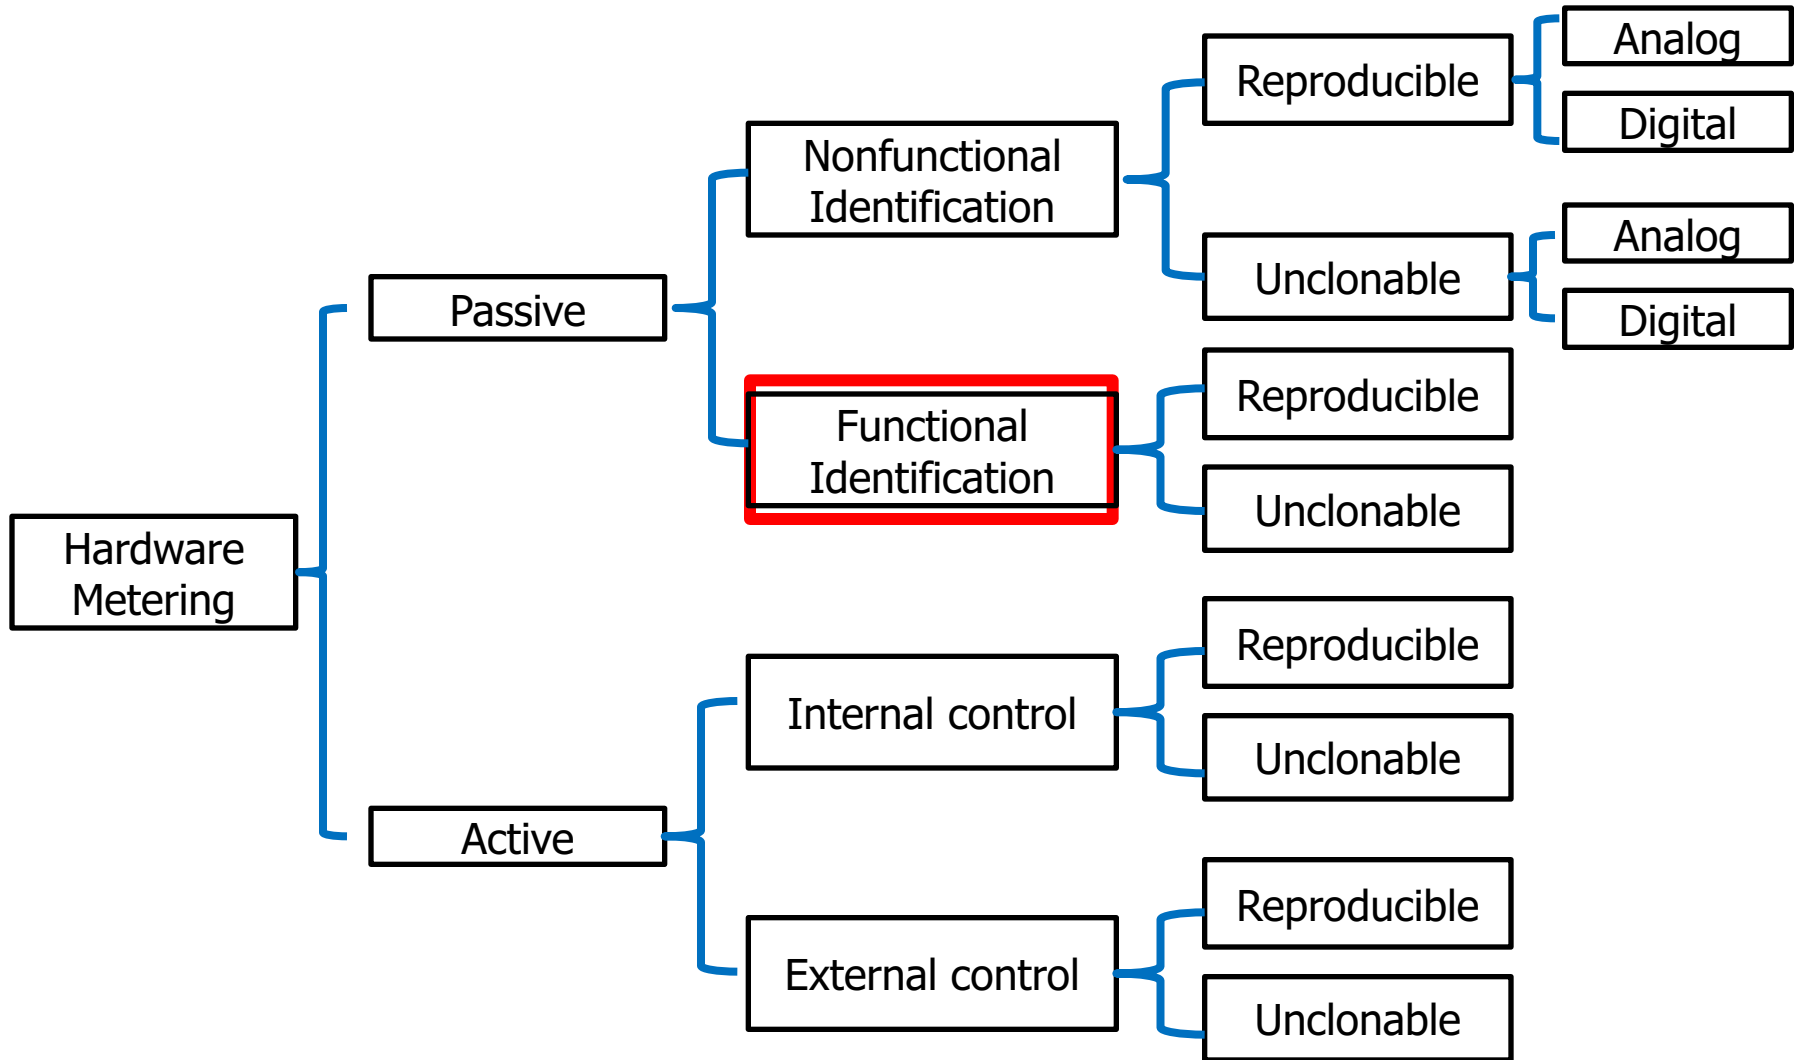 Hardware
Metering
Passive
Nonfunctional
Identification
Reproducible
Analog
Digital
Unclonable
Analog
Digital
Functional
Identification
Reproducible
Unclonable
Active
Internal control
Reproducible
Unclonable
External control
Reproducible
Unclonable